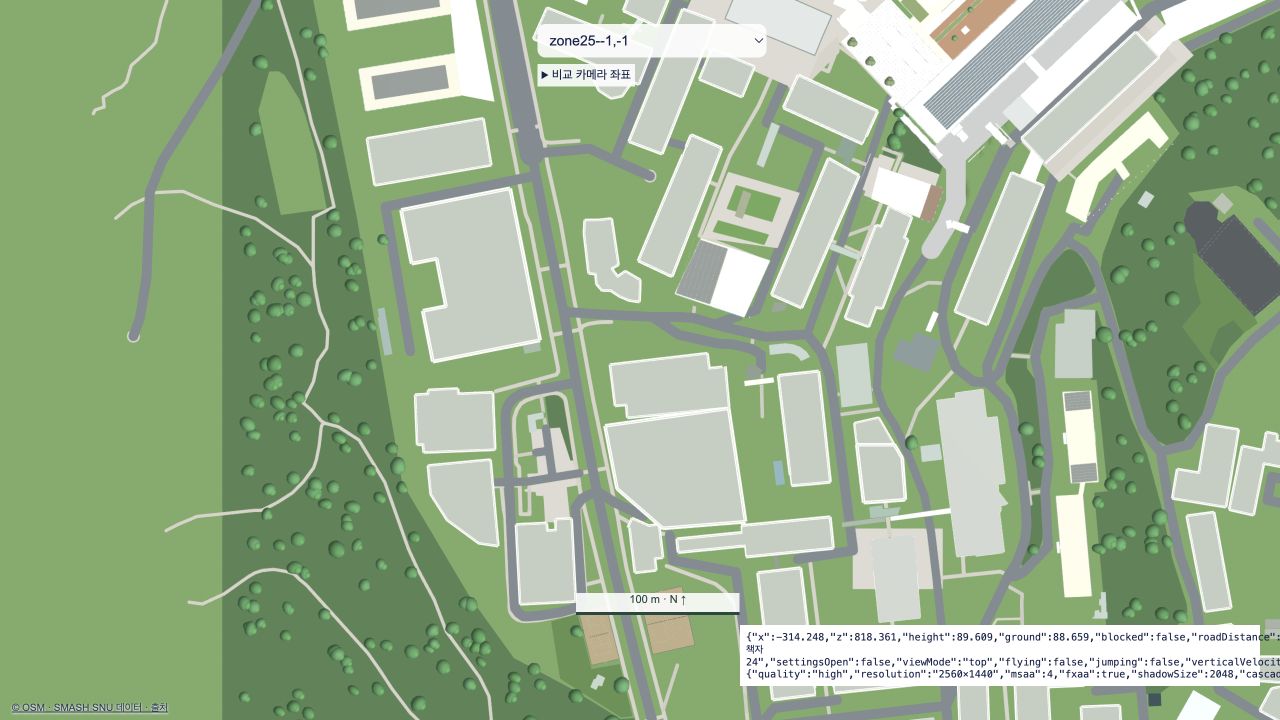 zone25--1,-1
▶ 비교 카메라 좌표
100 m · N ↑
{"x":-314.248,"z":818.361,"height":89.609,"ground":88.659,"blocked":false,"roadDistance":
책자
24","settingsOpen":false,"viewMode":"top","flying":false,"jumping":false,"verticalVelocit
{"quality":"high","resolution":"2560×1440","msaa":4,"fxaa":true,"shadowSize":2048,"cascad
© OSM · SMASH SNU 데이터 · 출처